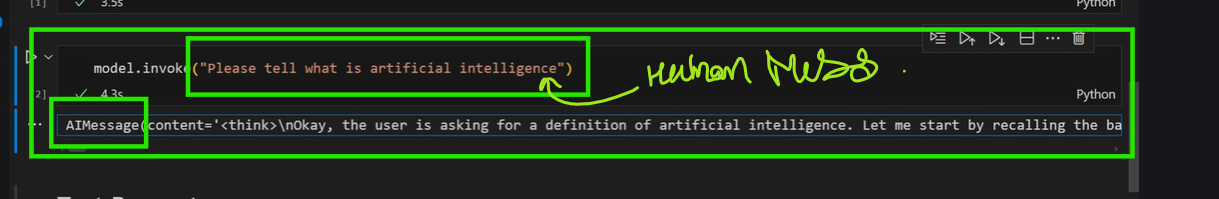 [1]
3.5s
Python
model.invoke("Please tell what is artificial intelligence")
Human
[2]
4.3s
Python
AIMessage(content='<think>\nOkay, the user is asking for a definition of artificial intelligence. Let me start by recalling the ba